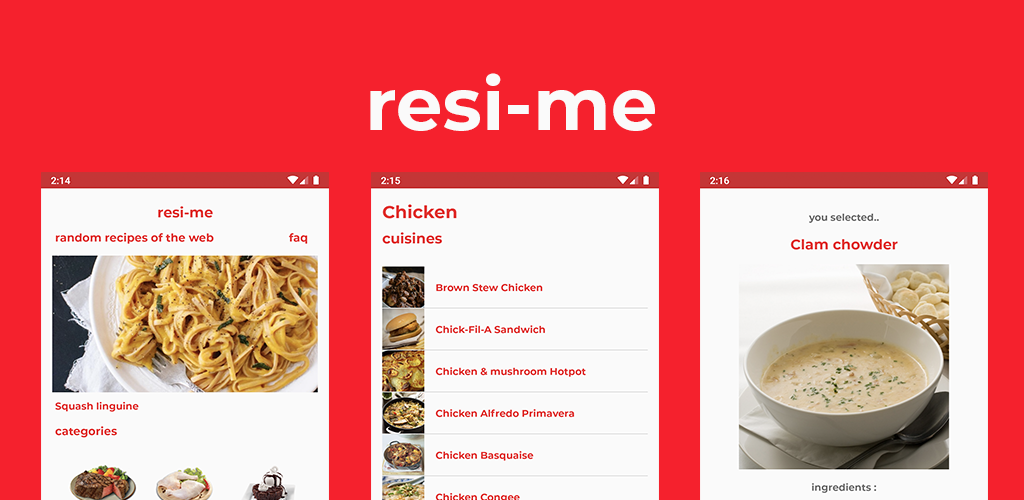 resi-me
2:14
resi-me
random recipes of the web
faq
Squash linguine
categories
2:15
Chicken
cuisines
Brown Stew Chicken
Chick-Fil-A Sandwich
Chicken & mushroom Hotpot
Chicken Alfredo Primavera
Chicken Basquaise
Chicken Congee
2:16
you selected..
Clam chowder
ingredients :